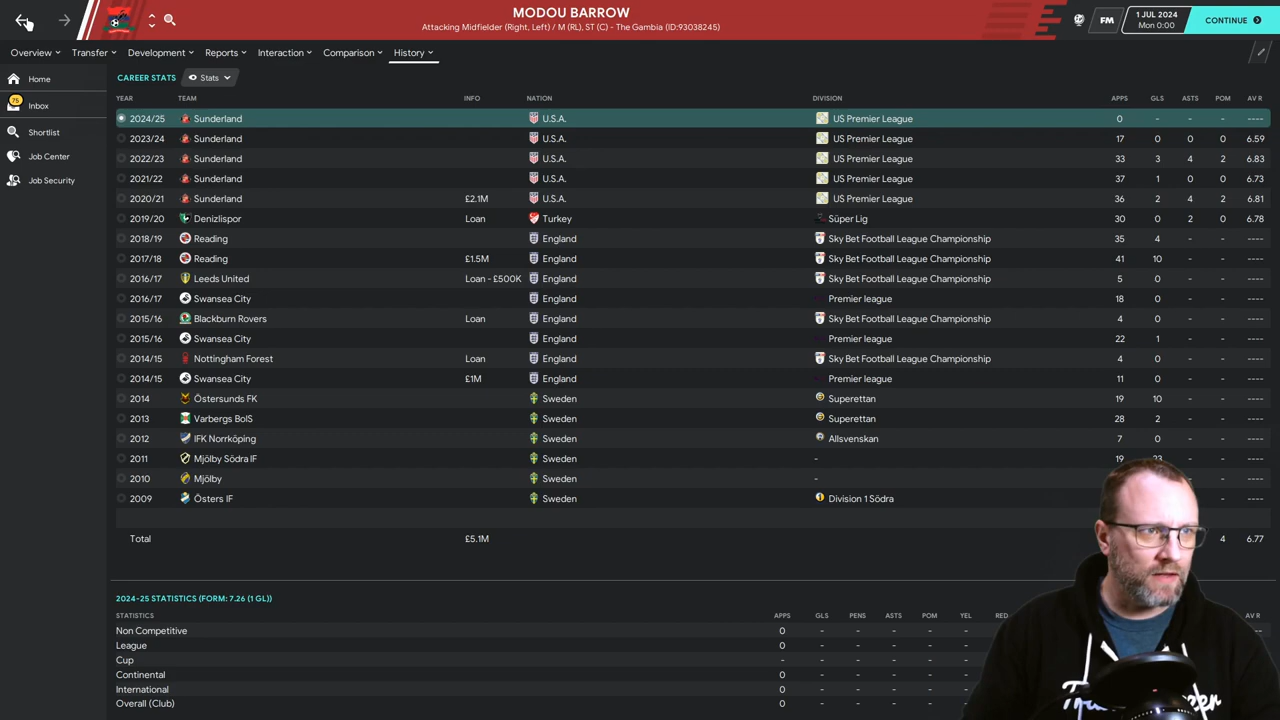 MODOU BARROW
Attacking Midfielder (Right, Left) / M (RL), ST (C) - The Gambia (ID:93038245)
FM
1 JUL 2024
Mon 0:00
CONTINUE
Overview Transfer Development Reports Interaction Comparison History
Home
75
Inbox
Shortlist
Job Center
Job Security
CAREER STATS Stats
YEAR TEAM INFO NATION DIVISION APPS GLS ASTS POM AV R
2024/25 Sunderland U.S.A. US Premier League 0 - - - ----
2023/24 Sunderland U.S.A. US Premier League 17 0 0 0 6.59
2022/23 Sunderland U.S.A. US Premier League 33 3 4 2 6.83
2021/22 Sunderland U.S.A. US Premier League 37 1 0 0 6.73
2020/21 Sunderland £2.1M U.S.A. US Premier League 36 2 4 2 6.81
2019/20 Denizlispor Loan Turkey Süper Lig 30 0 2 0 6.78
2018/19 Reading England Sky Bet Football League Championship 35 4 - - ----
2017/18 Reading £1.5M England Sky Bet Football League Championship 41 10 - - ----
2016/17 Leeds United Loan - £500K England Sky Bet Football League Championship 5 0 - - ----
2016/17 Swansea City England Premier league 18 0 - - ----
2015/16 Blackburn Rovers Loan England Sky Bet Football League Championship 4 0 - - ----
2015/16 Swansea City England Premier league 22 1 - - ----
2014/15 Nottingham Forest Loan England Sky Bet Football League Championship 4 0 - - ----
2014/15 Swansea City £1M England Premier league 11 0 - - ----
2014 Östersunds FK Sweden Superettan 19 10 - - ----
2013 Varbergs BoIS Sweden Superettan 28 2 - - ----
2012 IFK Norrköping Sweden Allsvenskan 7 0 - - ----
2011 Mjölby Södra IF Sweden - 19 23 - - ----
2010 Mjölby Sweden - - ----
2009 Östers IF Sweden Division 1 Södra - ----
Total £5.1M 4 6.77
2024-25 STATISTICS (FORM: 7.26 (1 GL))
STATISTICS APPS GLS PENS ASTS POM YEL RED AV R
Non Competitive 0 - - - - -
League 0 - - - - -
Cup - - - - - -
Continental 0 - - - - -
International 0 - - - - -
Overall (Club) 0 - - - - -